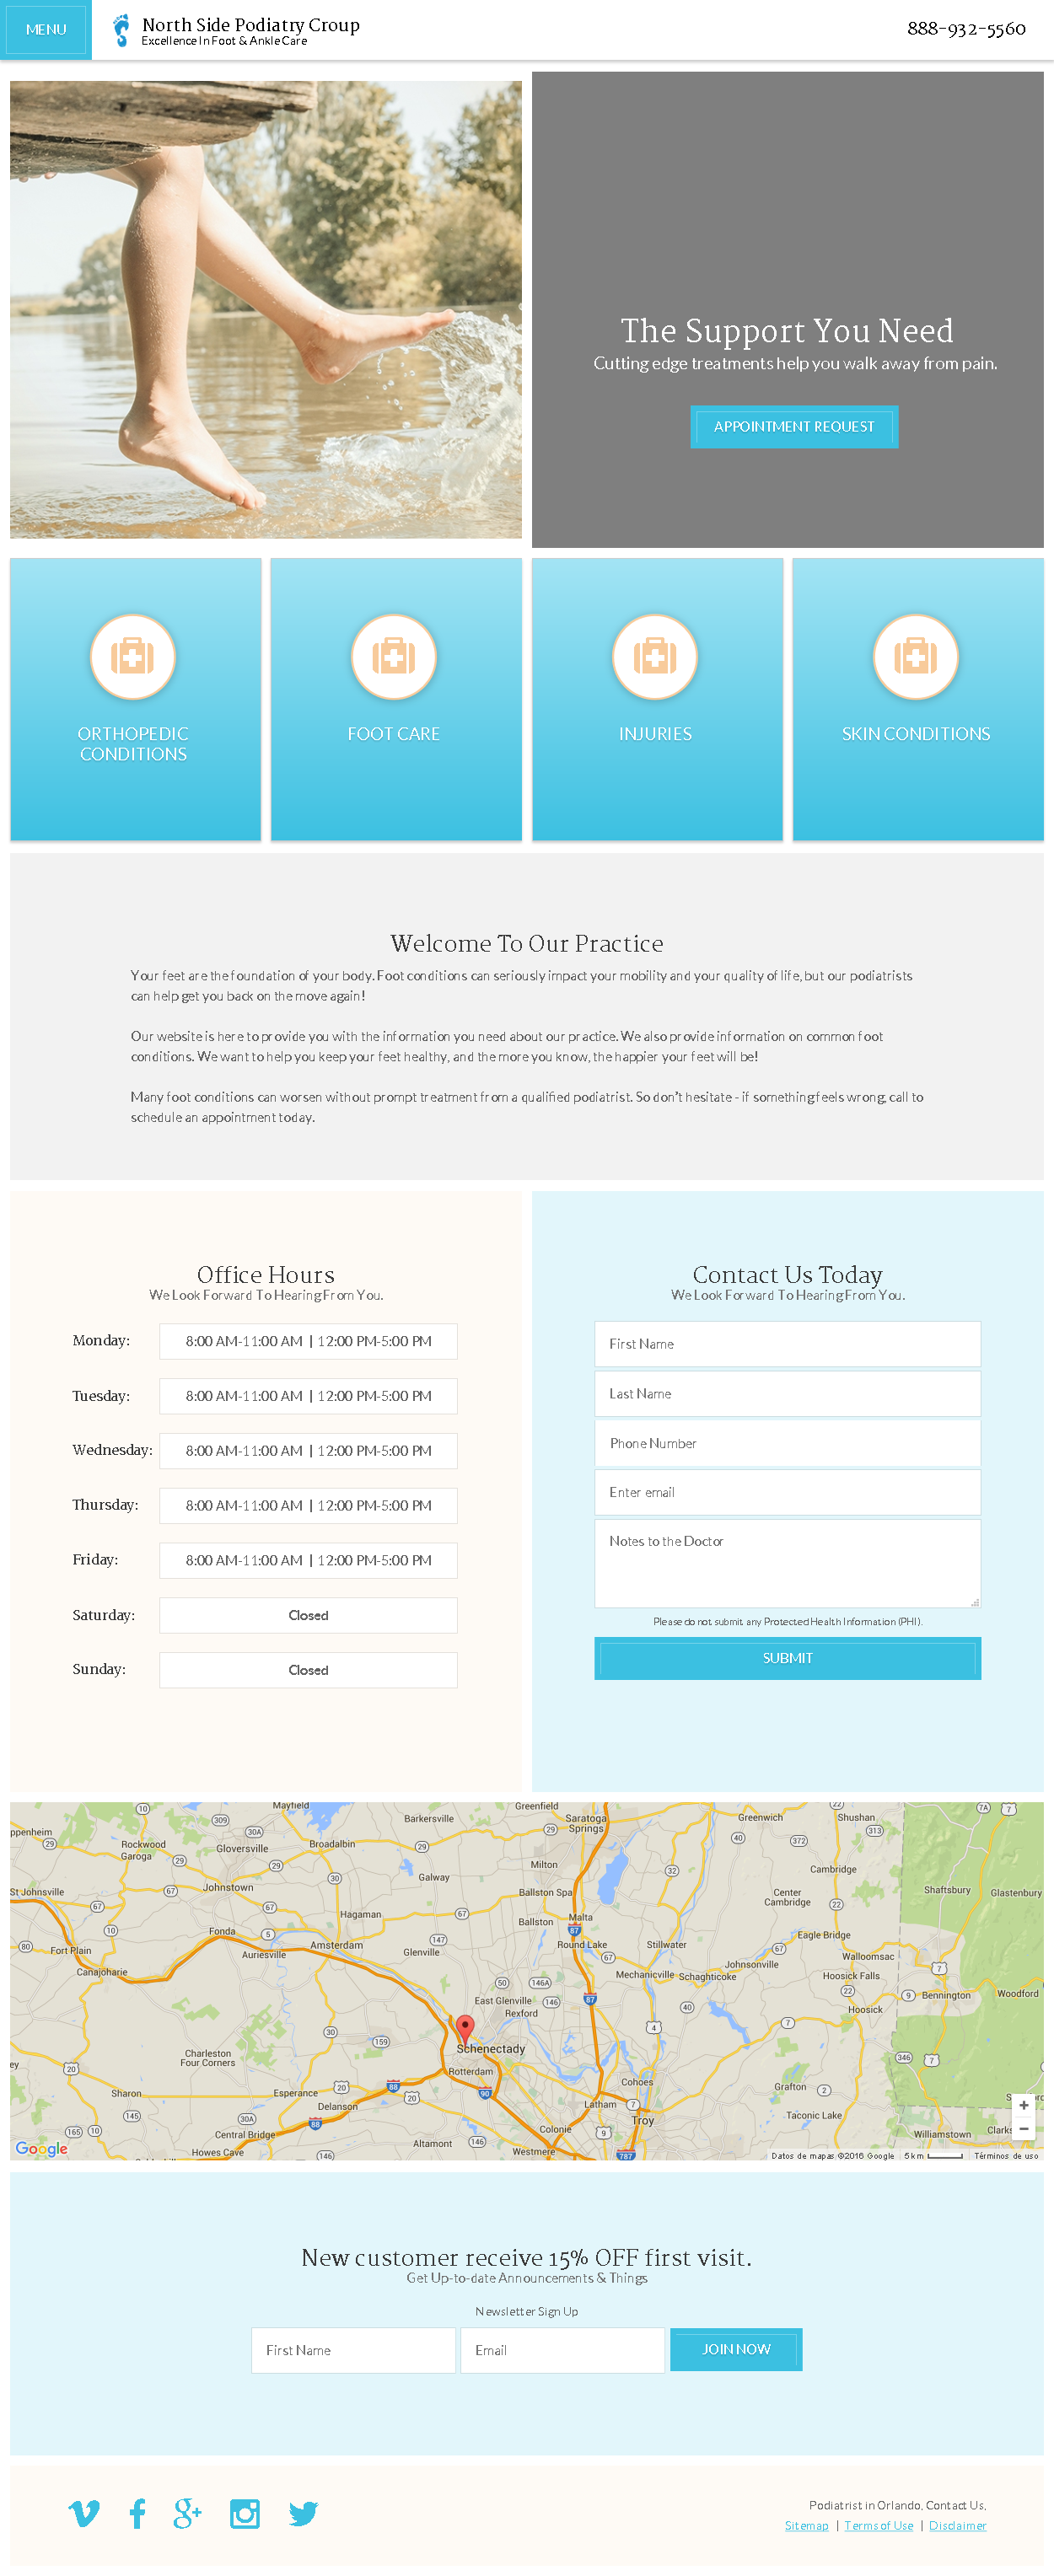 MENU
North Side Podiatry Group
Excellence In Foot & Ankle Care
888-932-5560
The Support You Need
Cutting edge treatments help you walk away from pain.
APPOINTMENT REQUEST
ORTHOPEDIC
CONDITIONS
FOOT CARE
INJURIES
SKIN CONDITIONS
Welcome To Our Practice
Your feet are the foundation of your body. Foot conditions can seriously impact your mobility and your quality of life, but our podiatrists
can help get you back on the move again!
Our website is here to provide you with the information you need about our practice. We also provide information on common foot
conditions. We want to help you keep your feet healthy, and the more you know, the happier your feet will be!
Many foot conditions can worsen without prompt treatment from a qualified podiatrist. So don't hesitate - if something feels wrong, call to
schedule an appointment today.
Office Hours
We Look Forward To Hearing From You.
Monday: 8:00 AM-11:00 AM | 12:00 PM-5:00 PM
Tuesday: 8:00 AM-11:00 AM | 12:00 PM-5:00 PM
Wednesday: 8:00 AM-11:00 AM | 12:00 PM-5:00 PM
Thursday: 8:00 AM-11:00 AM | 12:00 PM-5:00 PM
Friday: 8:00 AM-11:00 AM | 12:00 PM-5:00 PM
Saturday: Closed
Sunday: Closed
Contact Us Today
We Look Forward To Hearing From You.
First Name
Last Name
Phone Number
Enter email
Notes to the Doctor
Please do not submit any Protected Health Information (PHI).
SUBMIT
Mayfield
Greenfield
Saratoga
Springs
Barkersville
Greenwich
Shushan
ppenheim
Rockwood
Garoga
Gloversville
Broadalbin
Milton
Cambridge
Galway
St Johnsville
Johnstown
Ballston Spa
Center
Cambridge
Shaftsbury
Glastenbury
Hagaman
Ballston
Malta
Fonda
Eagle Bridge
Fort Plain
Auriesville
Amsterdam
Glenville
Round Lake
Stillwater
Walloomsac
Canajoharie
Mechanicville
Schaghticoke
Johnsonville
Hoosick Falls
East Glenville
Rexford
Hoosick
Bennington
Woodford
Schenectady
Charleston
Four Corners
Rotterdam
Cohoes
Grafton
Sharon
Esperance
Delanson
Latham
Troy
Taconic Lake
Central Bridge
Altamont
Colonie
Williamstown
Clarks
Howes Cave
Westmere
Google
Datos de mapas ©2016 Google
5 km
Términos de uso
New customer receive 15% OFF first visit.
Get Up-to-date Announcements & Things
Newsletter Sign Up
First Name
Email
JOIN NOW
Podiatrist in Orlando, Contact Us,
Sitemap | Terms of Use | Disclaimer